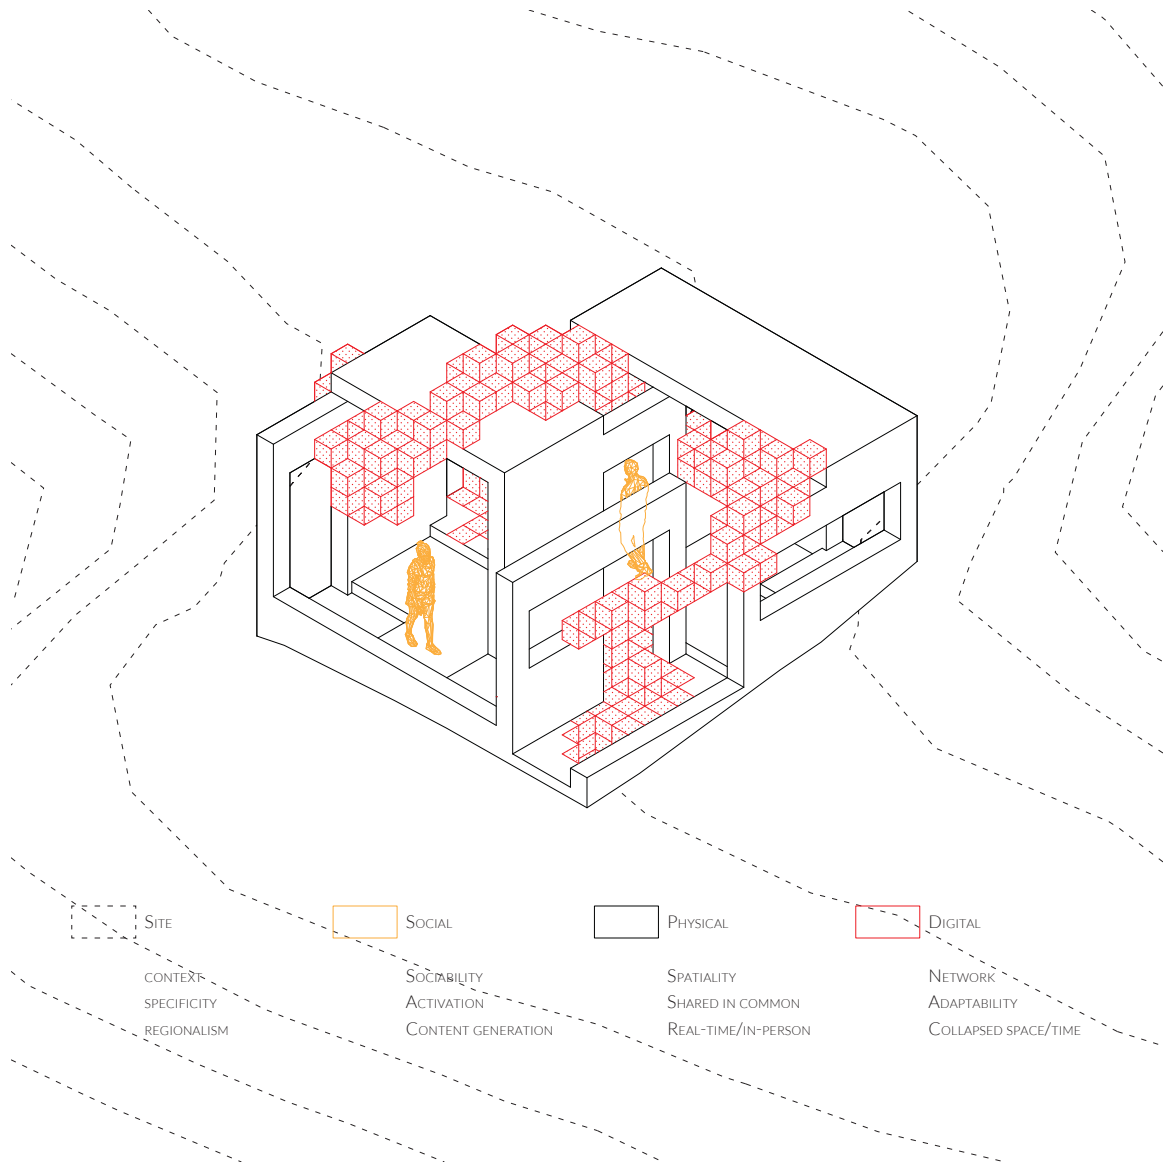 Site
context
specificity
regionalism
Social
Sociability
Activation
Content generation
Physical
Spatiality
Shared in common
Real-time/in-person
Digital
Network
Adaptability
Collapsed space/time